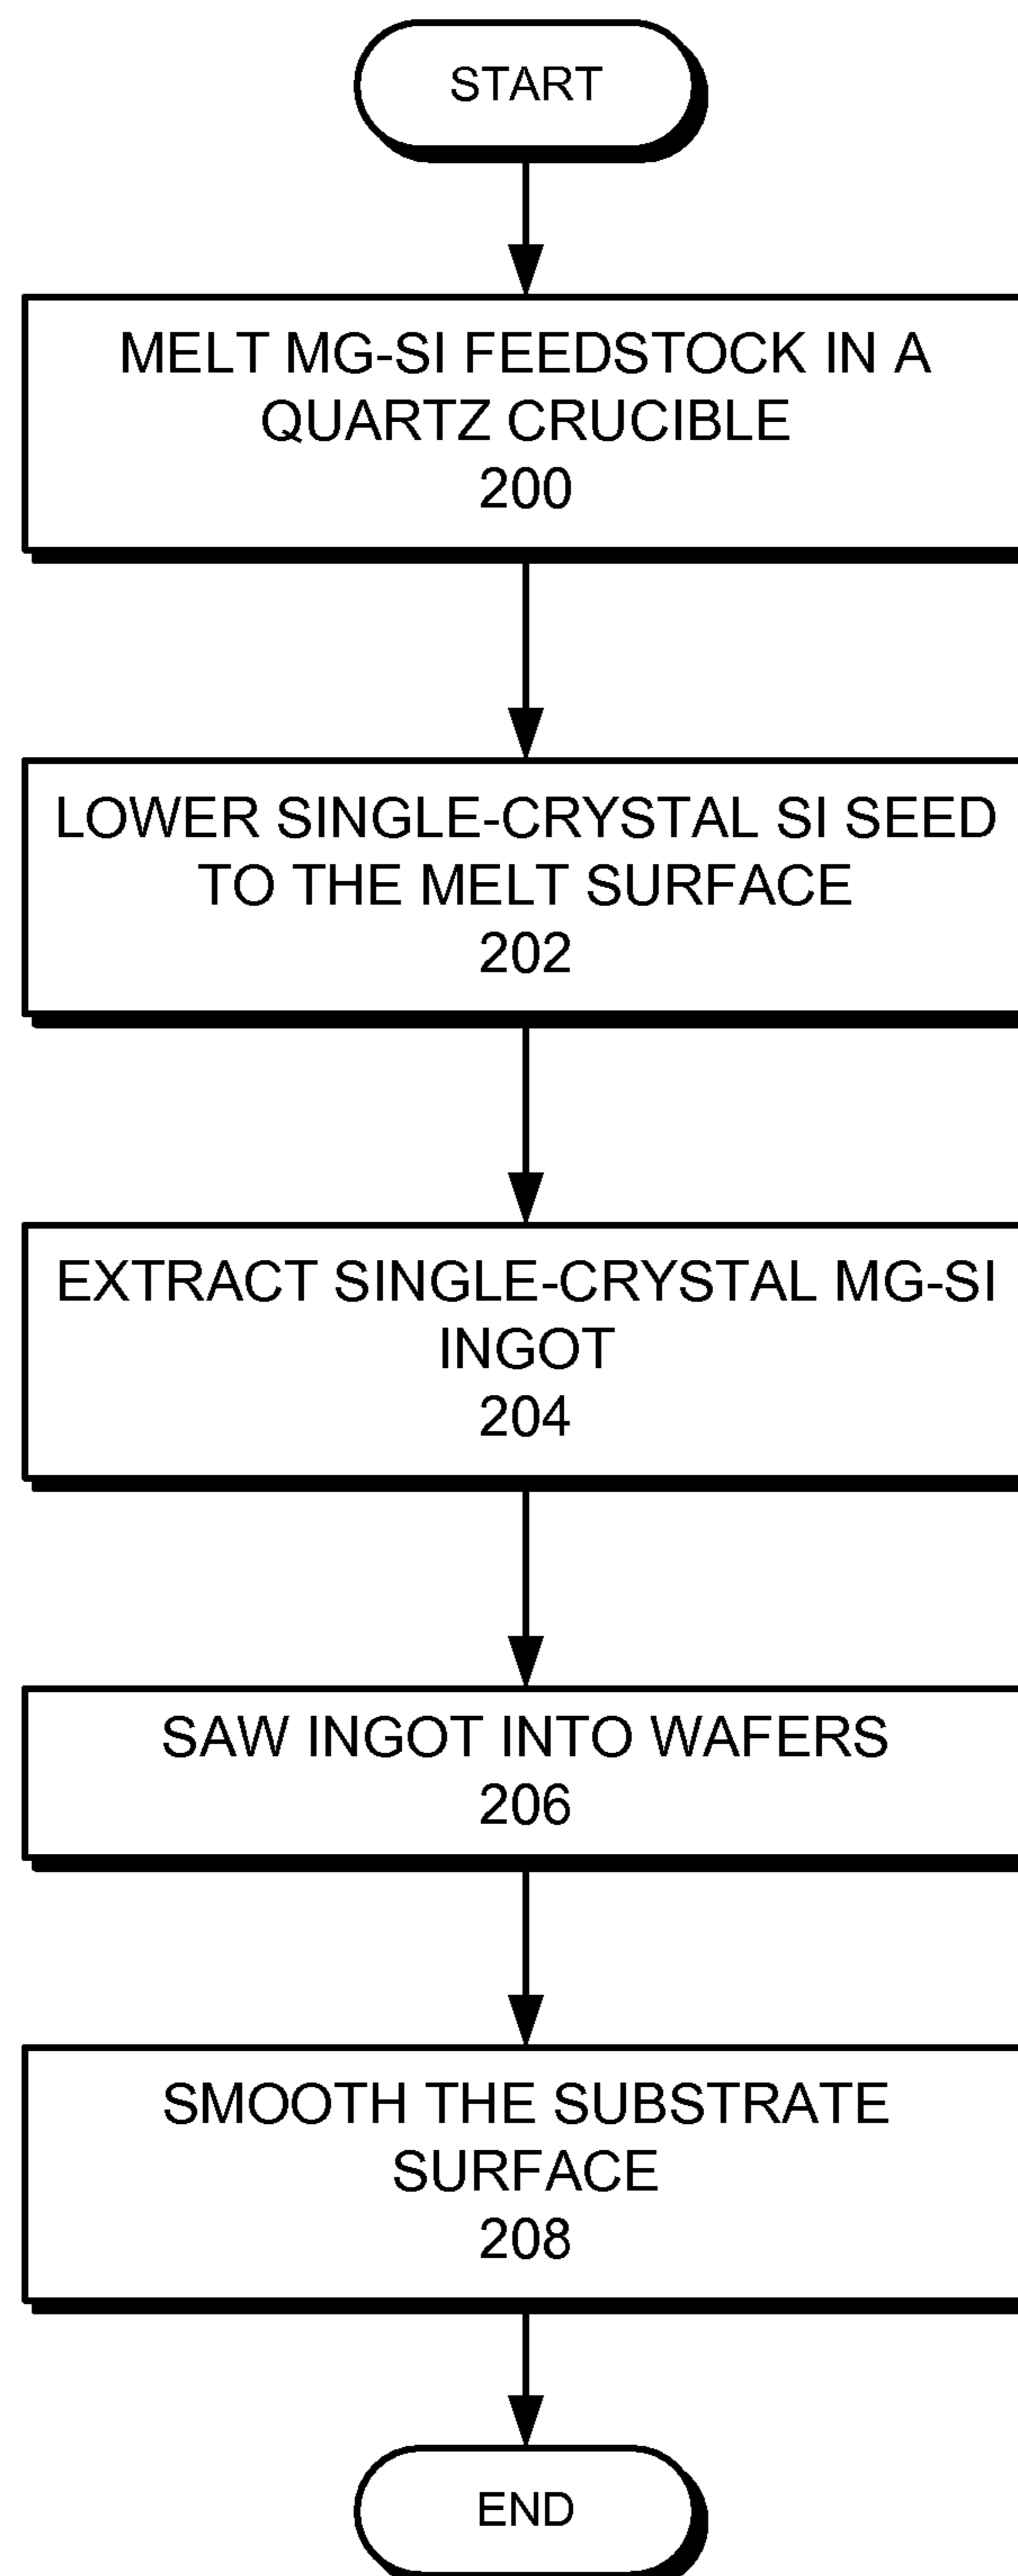 START
MELT MG-SI FEEDSTOCK IN A
QUARTZ CRUCIBLE
200
LOWER SINGLE-CRYSTAL SI SEED
TO THE MELT SURFACE
202
EXTRACT SINGLE-CRYSTAL MG-SI
INGOT
204
SAW INGOT INTO WAFERS
206
SMOOTH THE SUBSTRATE
SURFACE
208
END